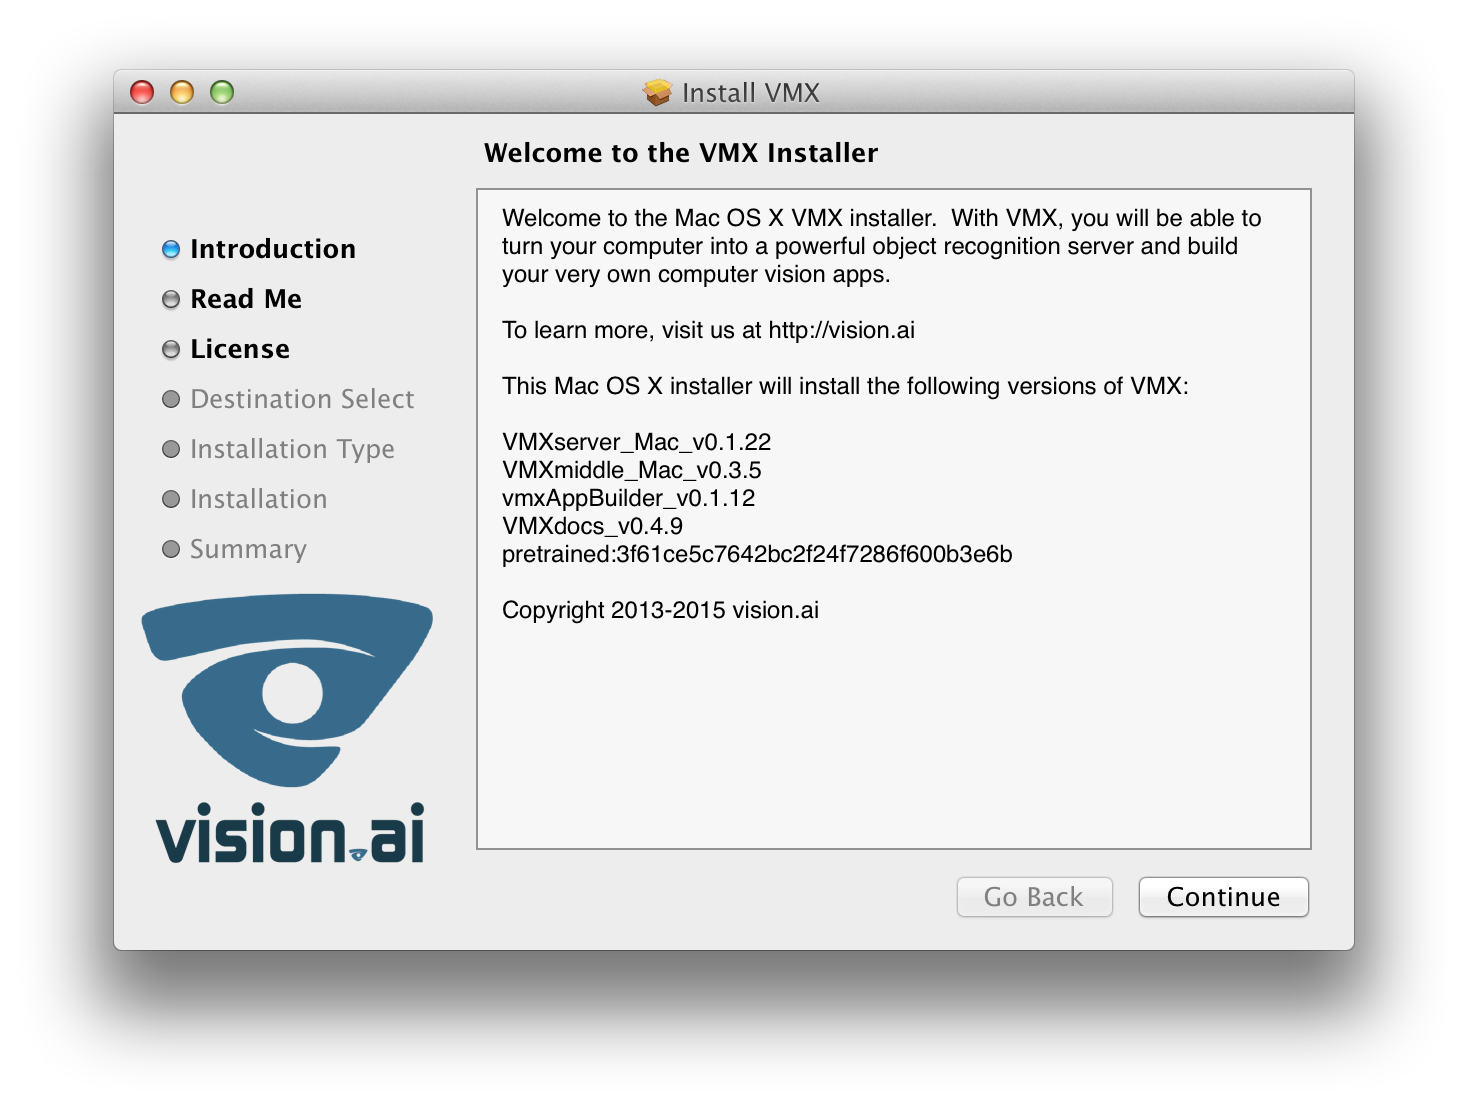 Install VMX
Welcome to the VMX Installer
Introduction
Read Me
License
Destination Select
Installation Type
Installation
Summary
vision.ai
Welcome to the Mac OS X VMX installer.  With VMX, you will be able to
turn your computer into a powerful object recognition server and build
your very own computer vision apps.
To learn more, visit us at http://vision.ai
This Mac OS X installer will install the following versions of VMX:
VMXserver_Mac_v0.1.22
VMXmiddle_Mac_v0.3.5
vmxAppBuilder_v0.1.12
VMXdocs_v0.4.9
pretrained:3f61ce5c7642bc2f24f7286f600b3e6b
Copyright 2013-2015 vision.ai
Go Back
Continue